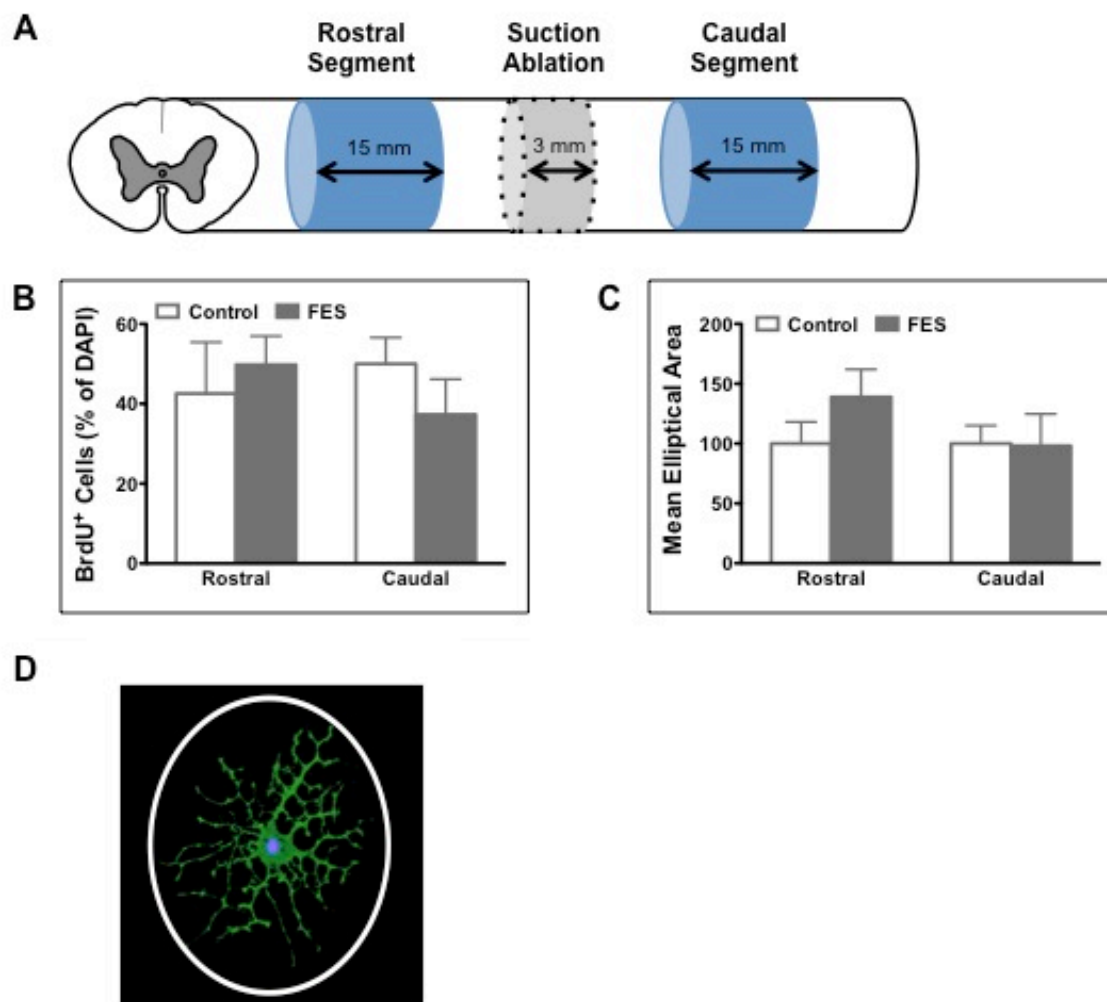 A
Rostral Segment
Suction Ablation
Caudal Segment
15 mm
3 mm
15 mm
B
Control FES
BrdU+ Cells (% of DAPI)
60
40
20
0
Rostral Caudal
C
Control FES
Mean Elliptical Area
200
150
100
50
0
Rostral Caudal
D